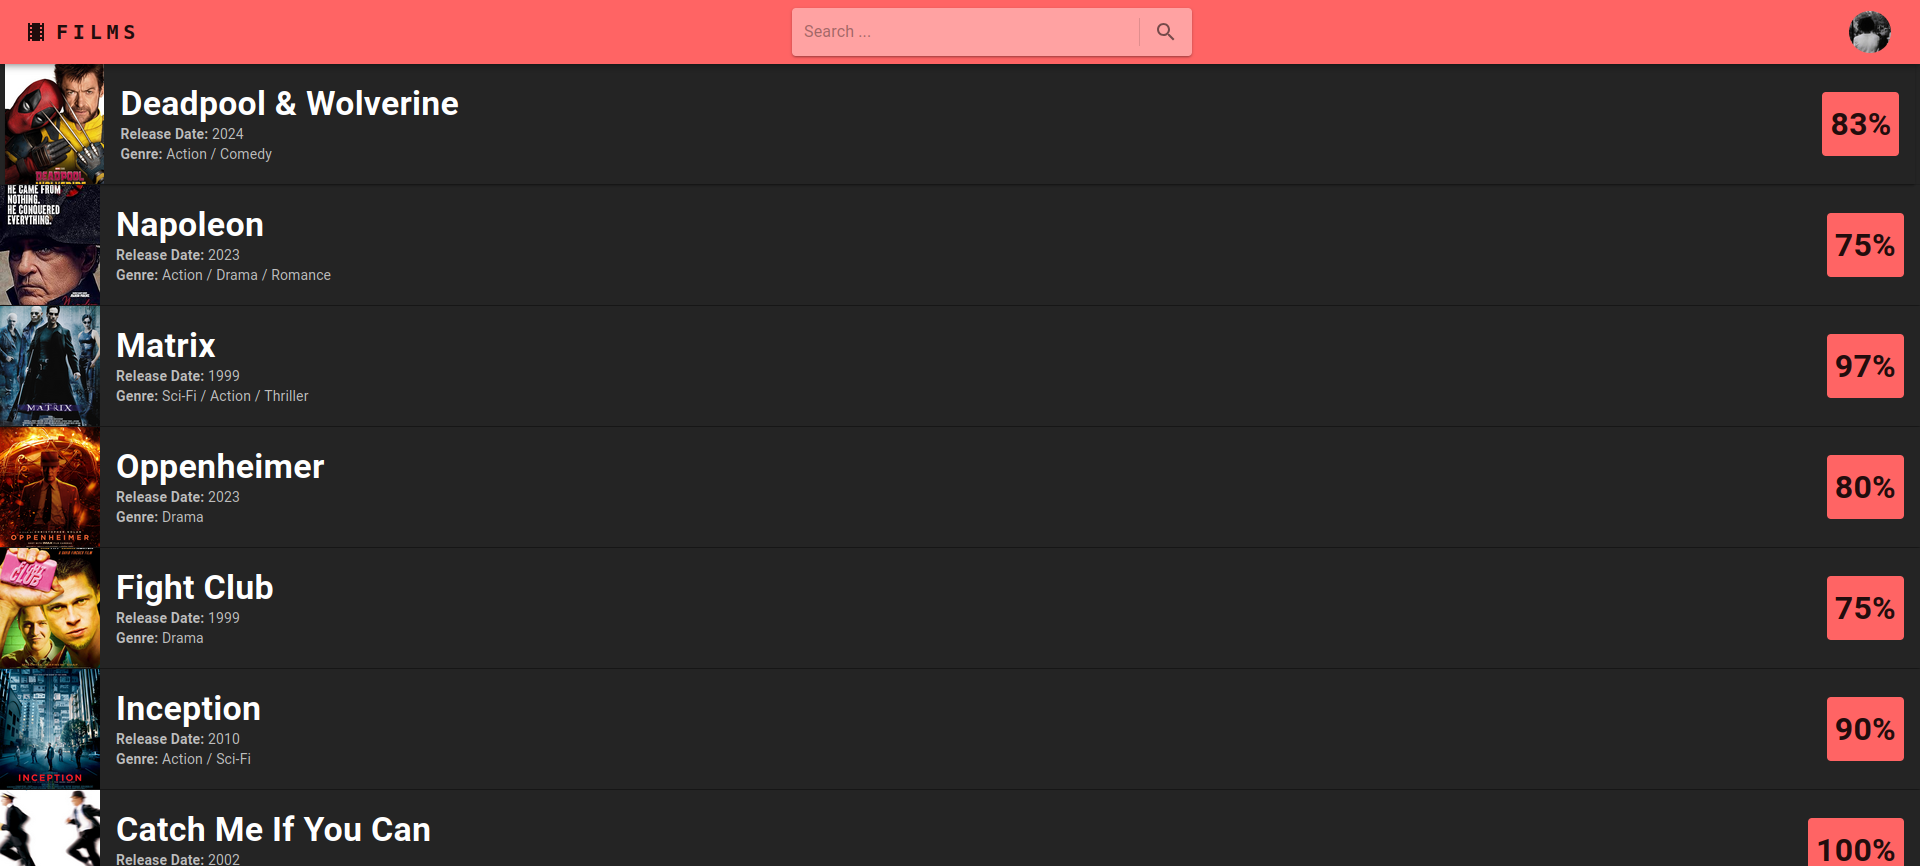 FILMS
Search ...
Deadpool & Wolverine
Release Date: 2024
Genre: Action / Comedy
83%
DEADPOOL
HE CAME FROM
NOTHING.
HE CONQUERED
EVERYTHING.
Napoleon
Release Date: 2023
Genre: Action / Drama / Romance
75%
Matrix
Release Date: 1999
Genre: Sci-Fi / Action / Thriller
97%
MATRIX
Oppenheimer
Release Date: 2023
Genre: Drama
80%
OPPENHEIMER
FIGHT
CLUB
Fight Club
Release Date: 1999
Genre: Drama
75%
Inception
Release Date: 2010
Genre: Action / Sci-Fi
90%
INCEPTION
Catch Me If You Can
Release Date: 2002
100%